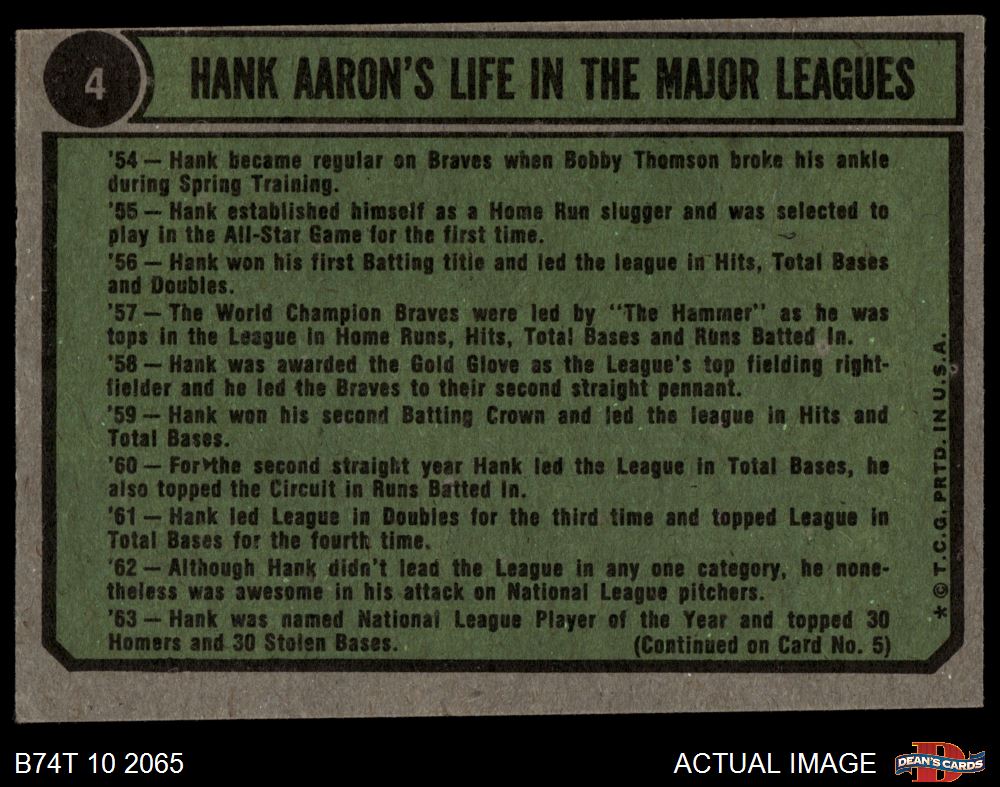 4
HANK AARON'S LIFE IN THE MAJOR LEAGUES
'54 — Hank became regular on Braves when Bobby Thomson broke his ankle
during Spring Training.
'55 — Hank established himself as a Home Run slugger and was selected to
play in the All-Star Game for the first time.
'56 — Hank won his first Batting title and led the league in Hits, Total Bases
and Doubles.
'57 — The World Champion Braves were led by "The Hammer" as he was
tops in the League in Home Runs, Hits, Total Bases and Runs Batted In.
'58 — Hank was awarded the Gold Glove as the League's top fielding right-
fielder and he led the Braves to their second straight pennant.
'59 — Hank won his second Batting Crown and led the league in Hits and
Total Bases.
'60 — For the second straight year Hank led the League in Total Bases, he
also topped the Circuit in Runs Batted In.
'61 — Hank led League in Doubles for the third time and topped League in
Total Bases for the fourth time.
'62 — Although Hank didn't lead the League in any one category, he none-
theless was awesome in his attack on National League pitchers.
'63 — Hank was named National League Player of the Year and topped 30
Homers and 30 Stolen Bases. (Continued on Card No. 5)
* © T.C.G. PRTD. IN U.S.A.
B74T 10 2065
ACTUAL IMAGE
DEAN'S CARDS